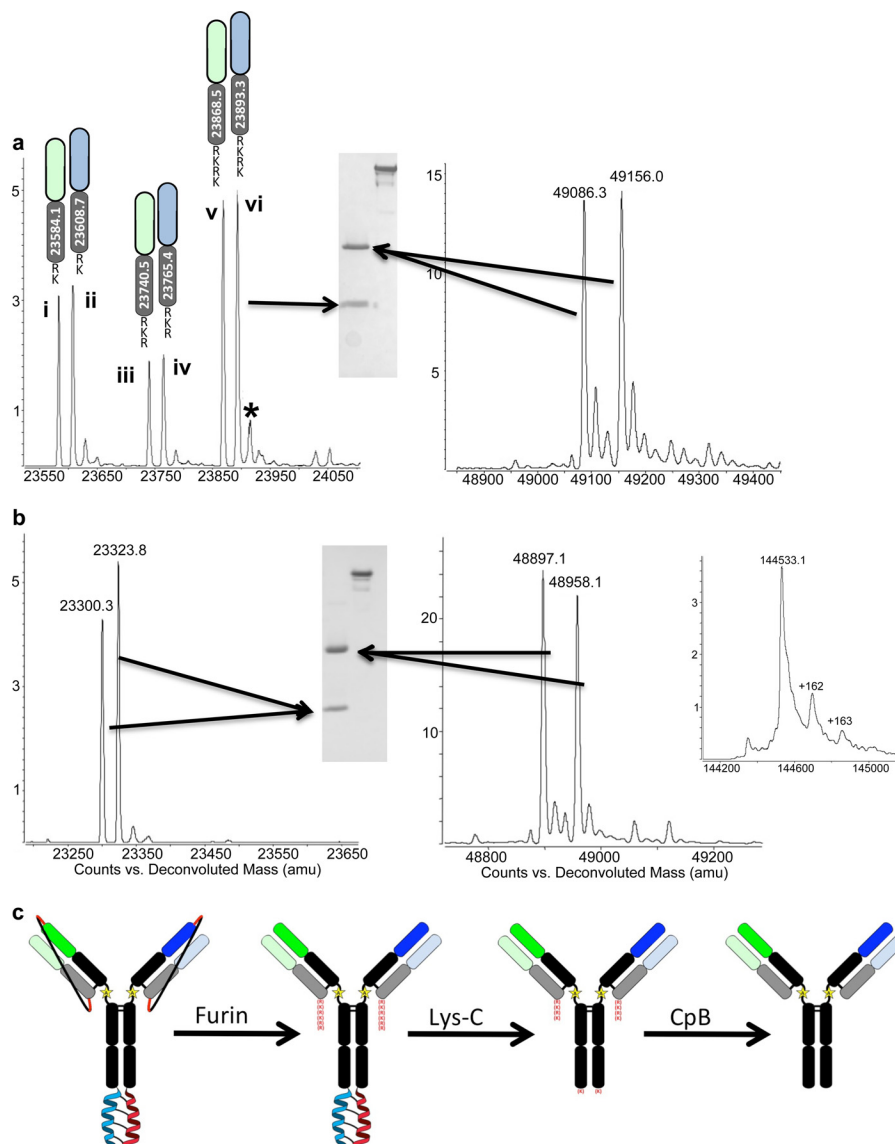 a
5
3
1
23584.1
RK
i
23608.7
RK
ii
23740.5
RKR
iii
23765.4
RKR
iv
23868.5
RKRK
v
23893.3
RKRK
vi
*
23550 23650 23750 23850 23950 24050
15
10
5
49086.3
49156.0
48900 49000 49100 49200 49300 49400
b
5
3
1
23300.3
23323.8
23250 23350 23450 23550 23650
Counts vs. Deconvoluted Mass (amu)
20
10
48897.1
48958.1
48800 49000 49200
Counts vs. Deconvoluted Mass (amu)
3
2
1
144533.1
+162
+163
144200 144600 145000
c
Furin
Lys-C
CpB